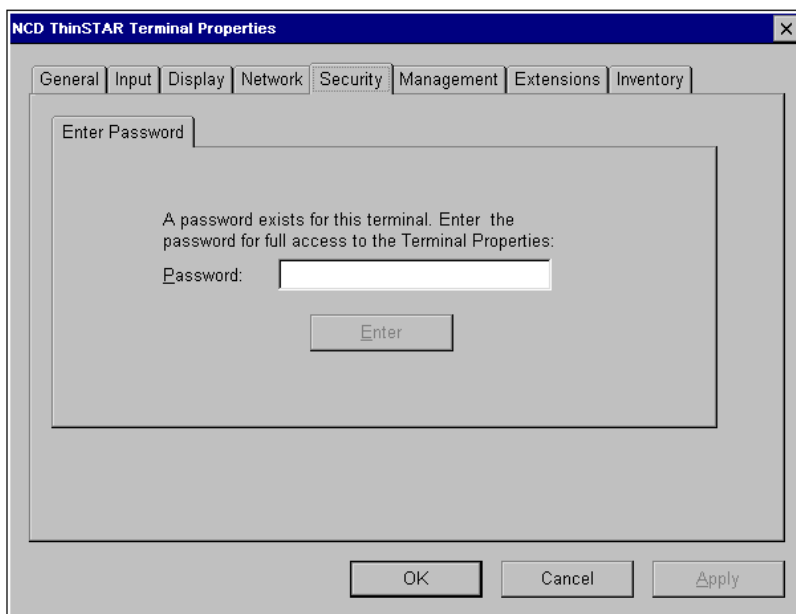 NCD ThinSTAR Terminal Properties
General Input Display Network Security Management Extensions Inventory
Enter Password
A password exists for this terminal. Enter the
password for full access to the Terminal Properties:
Password:
Enter
OK Cancel Apply